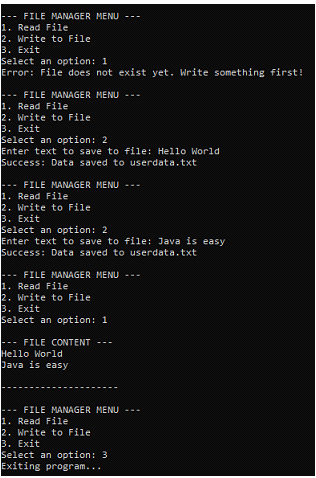 --- FILE MANAGER MENU ---
1. Read File
2. Write to File
3. Exit
Select an option: 1
Error: File does not exist yet. Write something first!
--- FILE MANAGER MENU ---
1. Read File
2. Write to File
3. Exit
Select an option: 2
Enter text to save to file: Hello World
Success: Data saved to userdata.txt
--- FILE MANAGER MENU ---
1. Read File
2. Write to File
3. Exit
Select an option: 2
Enter text to save to file: Java is easy
Success: Data saved to userdata.txt
--- FILE MANAGER MENU ---
1. Read File
2. Write to File
3. Exit
Select an option: 1
--- FILE CONTENT ---
Hello World
Java is easy
---------------------
--- FILE MANAGER MENU ---
1. Read File
2. Write to File
3. Exit
Select an option: 3
Exiting program...